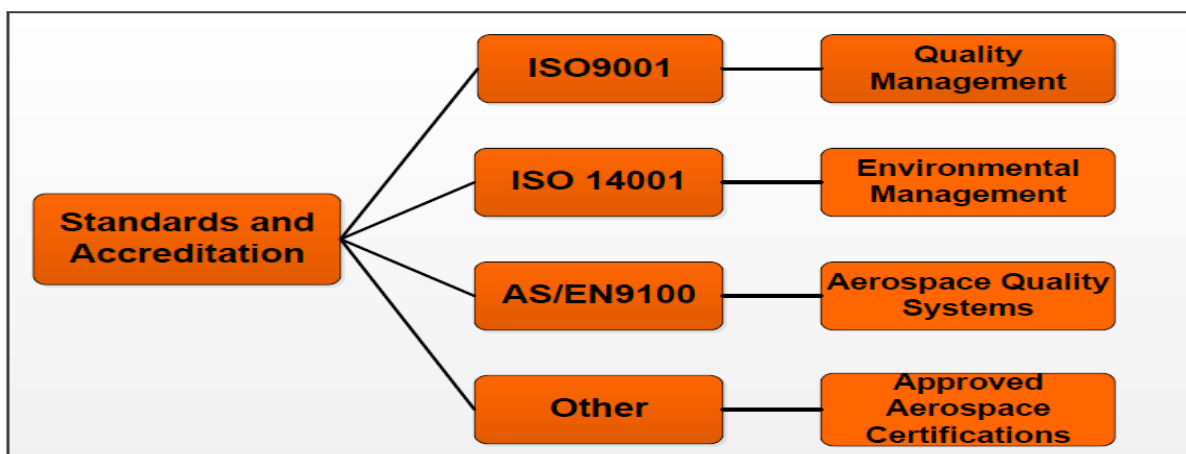 Standards and
Accreditation
ISO9001
Quality
Management
ISO 14001
Environmental
Management
AS/EN9100
Aerospace Quality
Systems
Other
Approved
Aerospace
Certifications